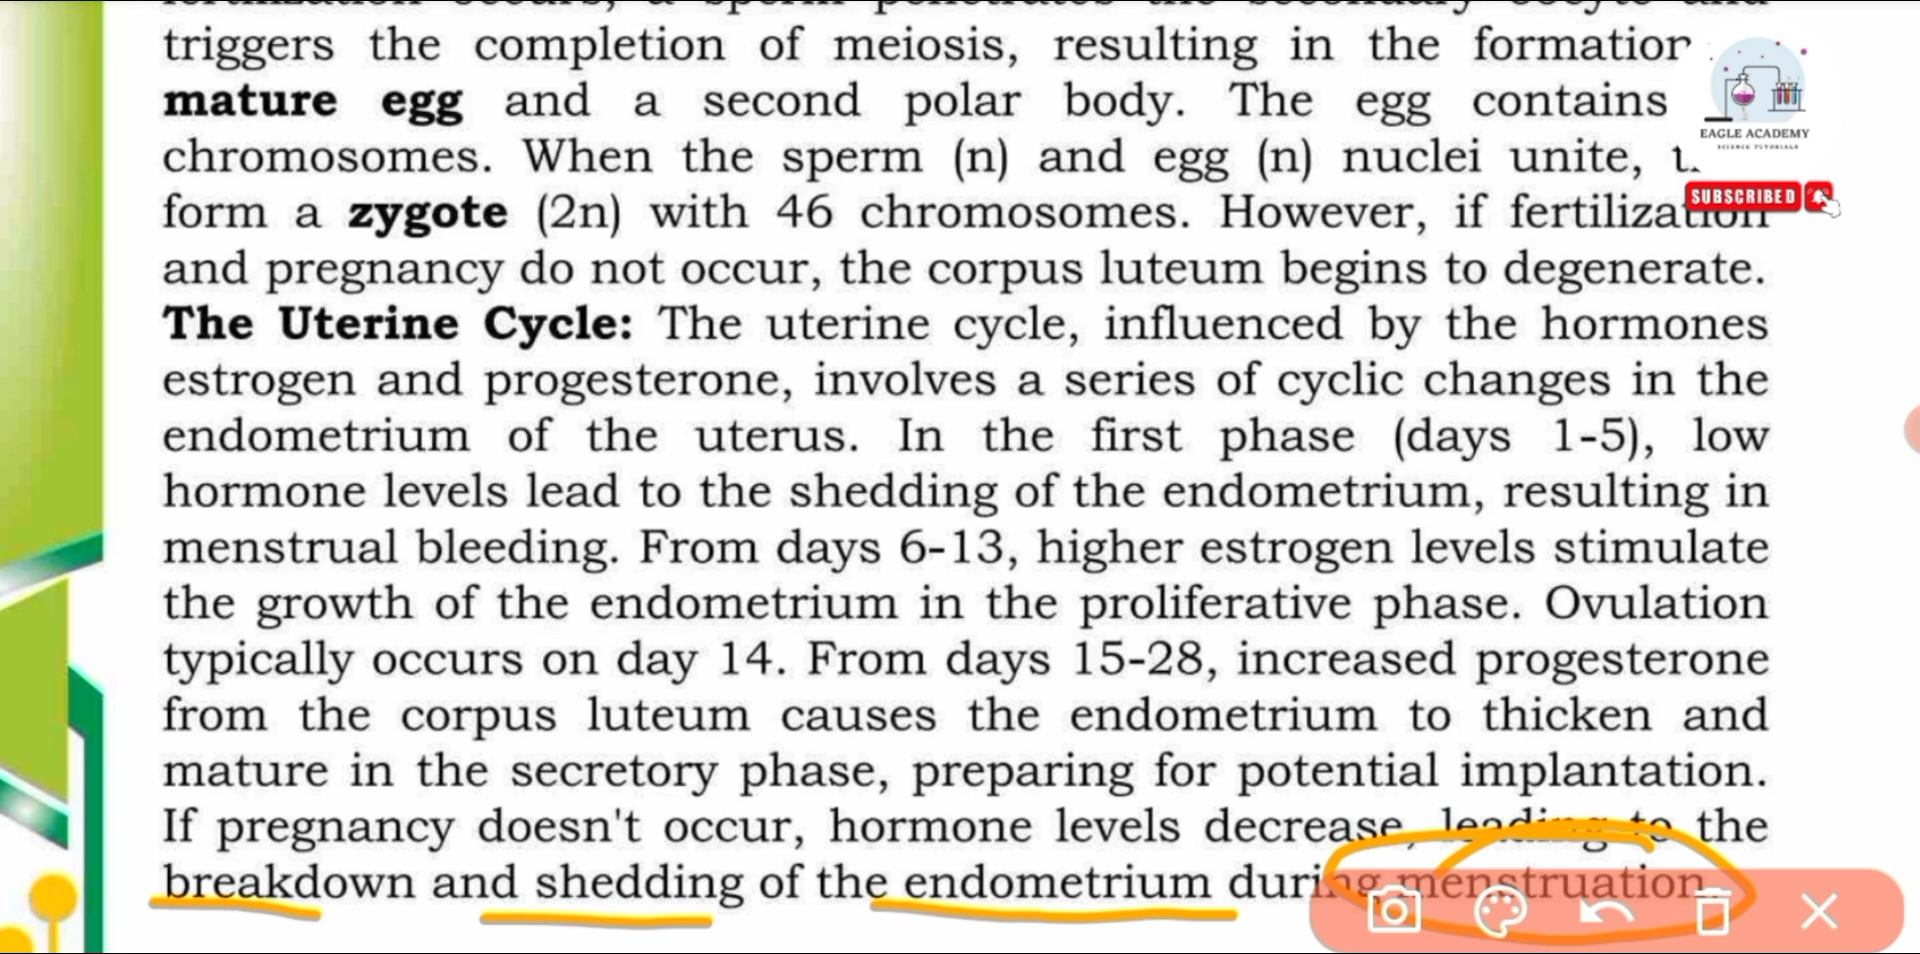 triggers the completion of meiosis, resulting in the formation
mature egg and a second polar body. The egg contains
chromosomes. When the sperm (n) and egg (n) nuclei unite,
form a zygote (2n) with 46 chromosomes. However, if fertilization
and pregnancy do not occur, the corpus luteum begins to degenerate.
The Uterine Cycle: The uterine cycle, influenced by the hormones
estrogen and progesterone, involves a series of cyclic changes in the
endometrium of the uterus. In the first phase (days 1-5), low
hormone levels lead to the shedding of the endometrium, resulting in
menstrual bleeding. From days 6-13, higher estrogen levels stimulate
the growth of the endometrium in the proliferative phase. Ovulation
typically occurs on day 14. From days 15-28, increased progesterone
from the corpus luteum causes the endometrium to thicken and
mature in the secretory phase, preparing for potential implantation.
If pregnancy doesn't occur, hormone levels decrease, leading to the
breakdown and shedding of the endometrium during menstruation
EAGLE ACADEMY
SCIENCE TUTORIALS
SUBSCRIBED